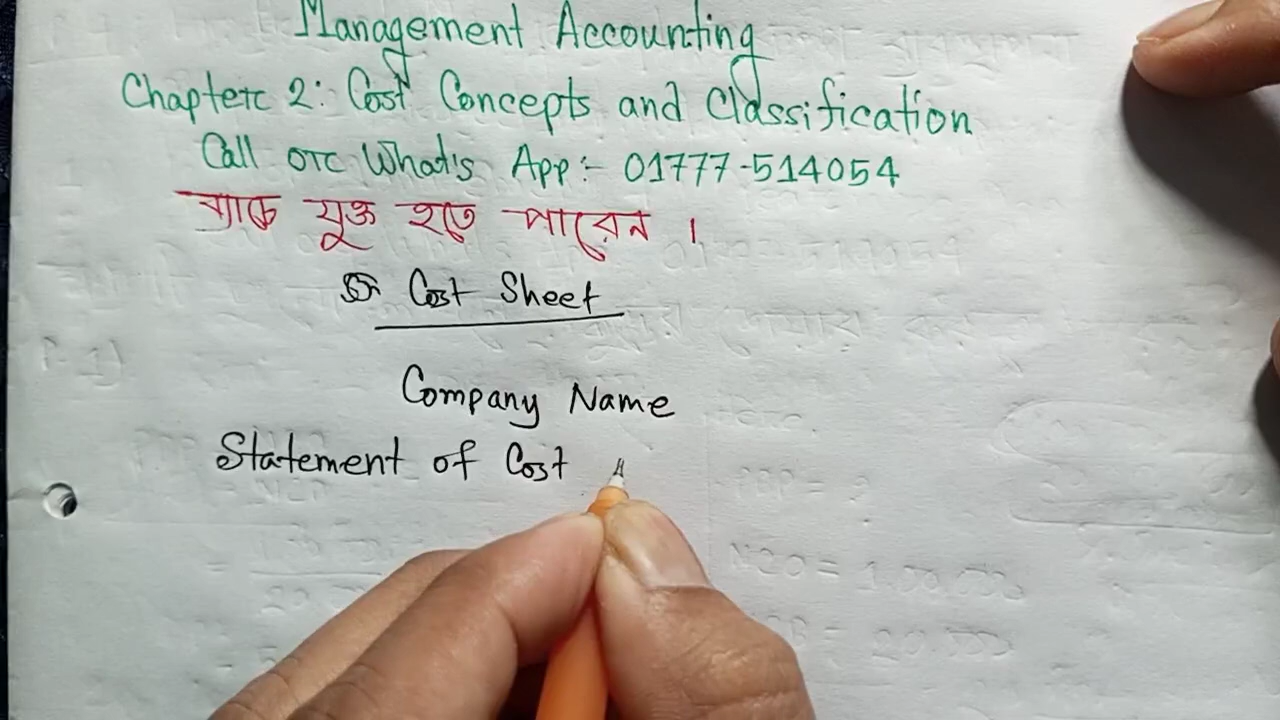 Management Accounting
Chapter 2: Cost Concepts and Classification
Call or What's App:- 01777-514054
ব্যাচে যুক্ত হতে পারেন।
Cost Sheet
Company Name
Statement of Cost